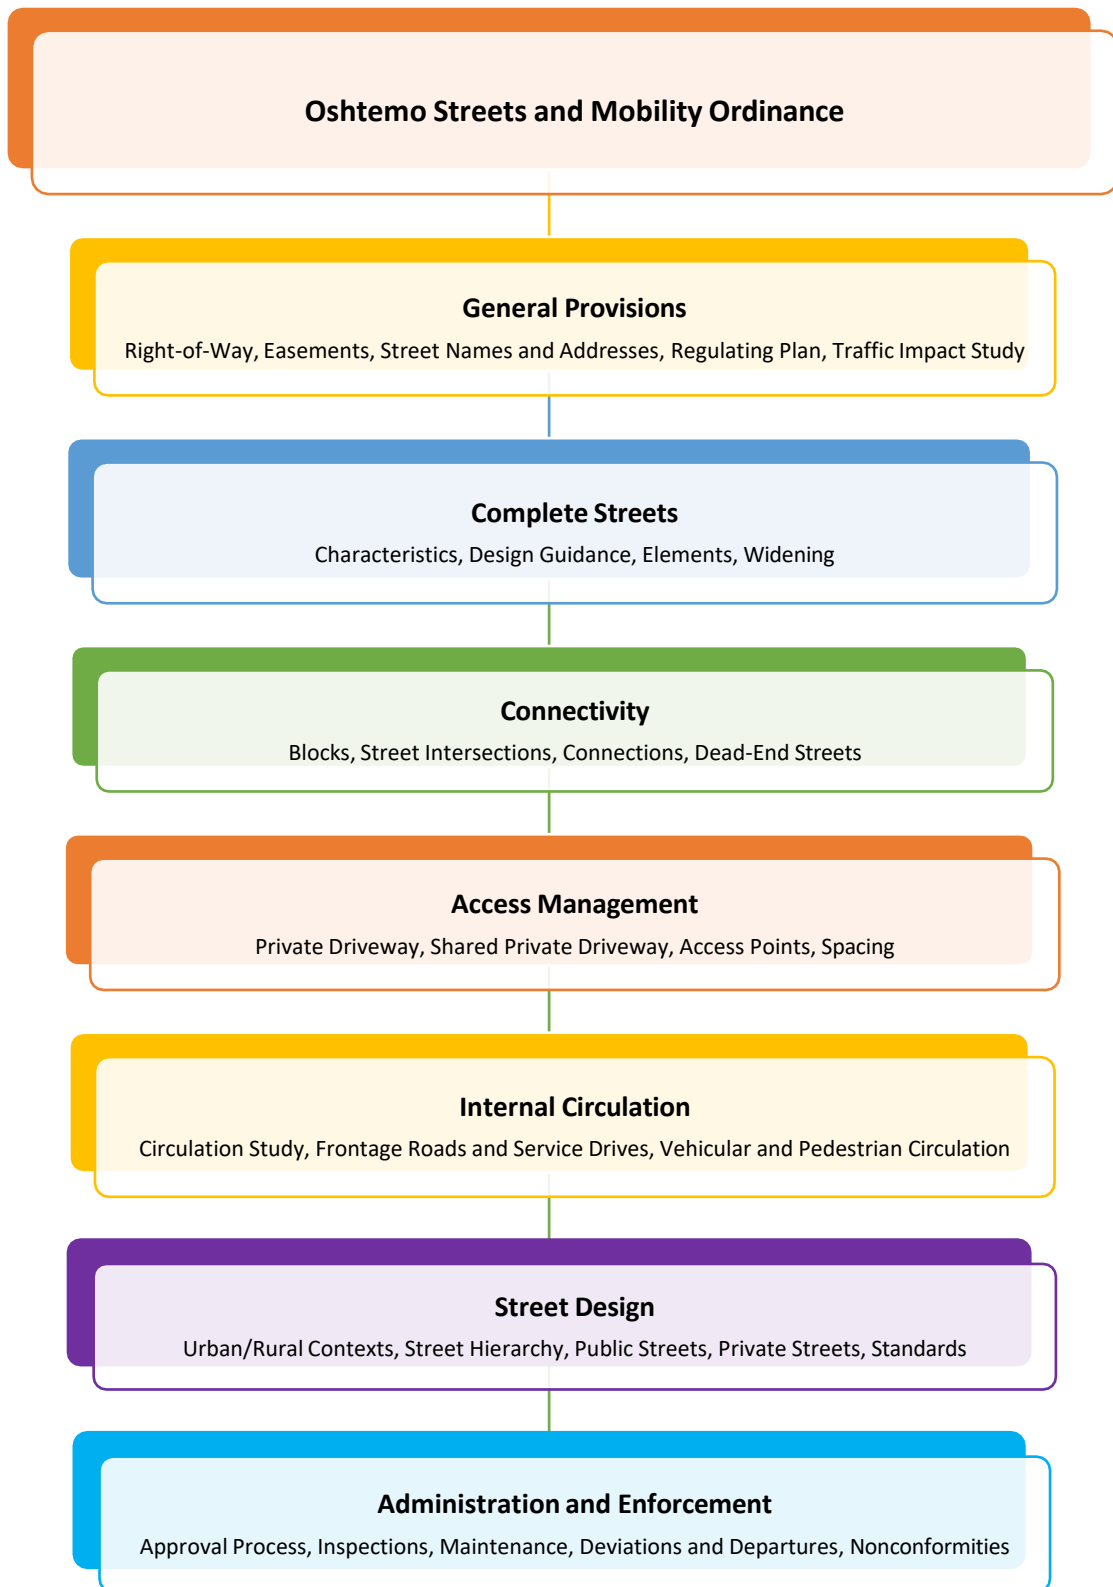 Oshtemo Streets and Mobility Ordinance
General Provisions
Right-of-Way, Easements, Street Names and Addresses, Regulating Plan, Traffic Impact Study
Complete Streets
Characteristics, Design Guidance, Elements, Widening
Connectivity
Blocks, Street Intersections, Connections, Dead-End Streets
Access Management
Private Driveway, Shared Private Driveway, Access Points, Spacing
Internal Circulation
Circulation Study, Frontage Roads and Service Drives, Vehicular and Pedestrian Circulation
Street Design
Urban/Rural Contexts, Street Hierarchy, Public Streets, Private Streets, Standards
Administration and Enforcement
Approval Process, Inspections, Maintenance, Deviations and Departures, Nonconformities